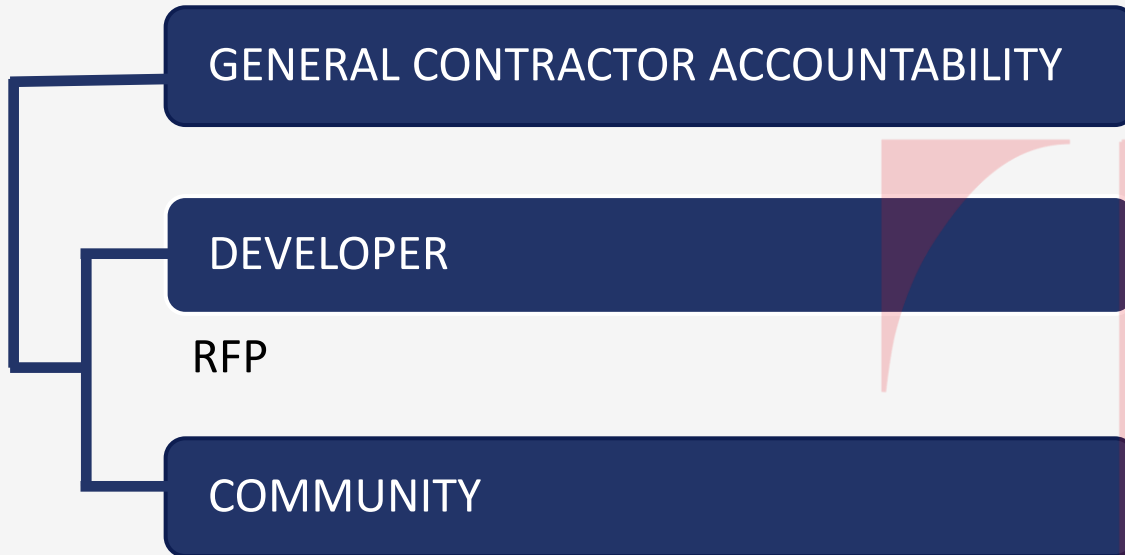 GENERAL CONTRACTOR ACCOUNTABILITY
DEVELOPER
RFP
COMMUNITY